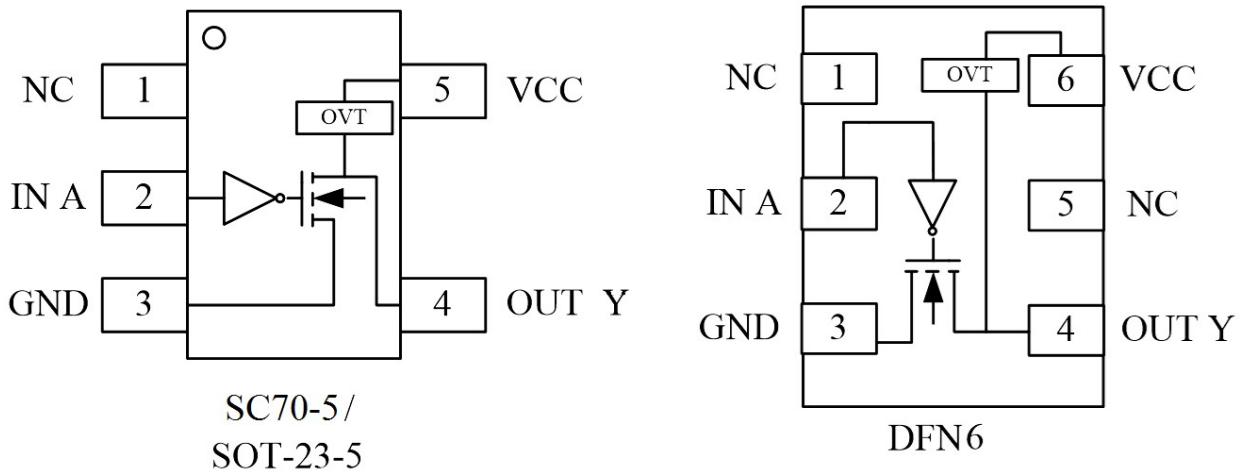 NC 1 5 VCC
OVT
IN A 2
GND 3 4 OUT Y
SC70-5/
SOT-23-5
NC 1 OVT 6 VCC
IN A 2 5 NC
GND 3 4 OUT Y
DFN6